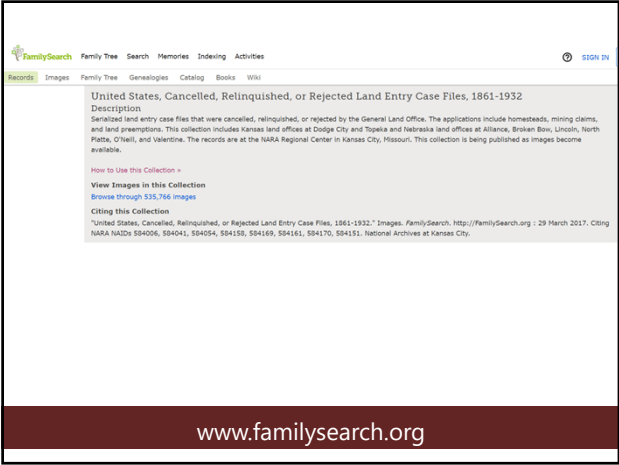 FamilySearch Family Tree Search Memories Indexing Activities ? SIGN IN
Records Images Family Tree Genealogies Catalog Books Wiki
United States, Cancelled, Relinquished, or Rejected Land Entry Case Files, 1861-1932
Description
Serialized land entry case files that were cancelled, relinquished, or rejected by the General Land Office. The applications include homesteads, mining claims,
and land preemptions. This collection includes Kansas land offices at Dodge City and Topeka and Nebraska land offices at Alliance, Broken Bow, Lincoln, North
Platte, O'Neill, and Valentine. The records are at the NARA Regional Center in Kansas City, Missouri. This collection is being published as images become
available.
How to Use this Collection »
View Images in this Collection
Browse through 535,766 images
Citing this Collection
"United States, Cancelled, Relinquished, or Rejected Land Entry Case Files, 1861-1932." Images. FamilySearch. http://FamilySearch.org : 29 March 2017. Citing
NARA NAIDs 584006, 584041, 584054, 584158, 584169, 584161, 584170, 584151. National Archives at Kansas City.
www.familysearch.org